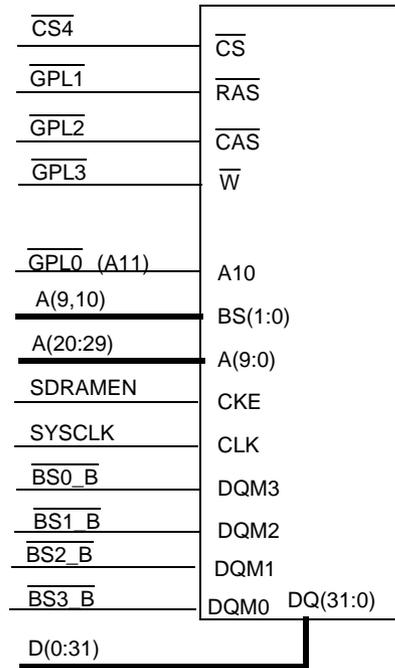 CS4
CS
GPL1
RAS
GPL2
CAS
GPL3
W
GPL0 (A11)
A10
A(9,10)
BS(1:0)
A(20:29)
A(9:0)
SDRAMEN
CKE
SYSCLK
CLK
BS0_B
DQM3
BS1_B
DQM2
BS2_B
DQM1
BS3_B
DQM0 DQ(31:0)
D(0:31)